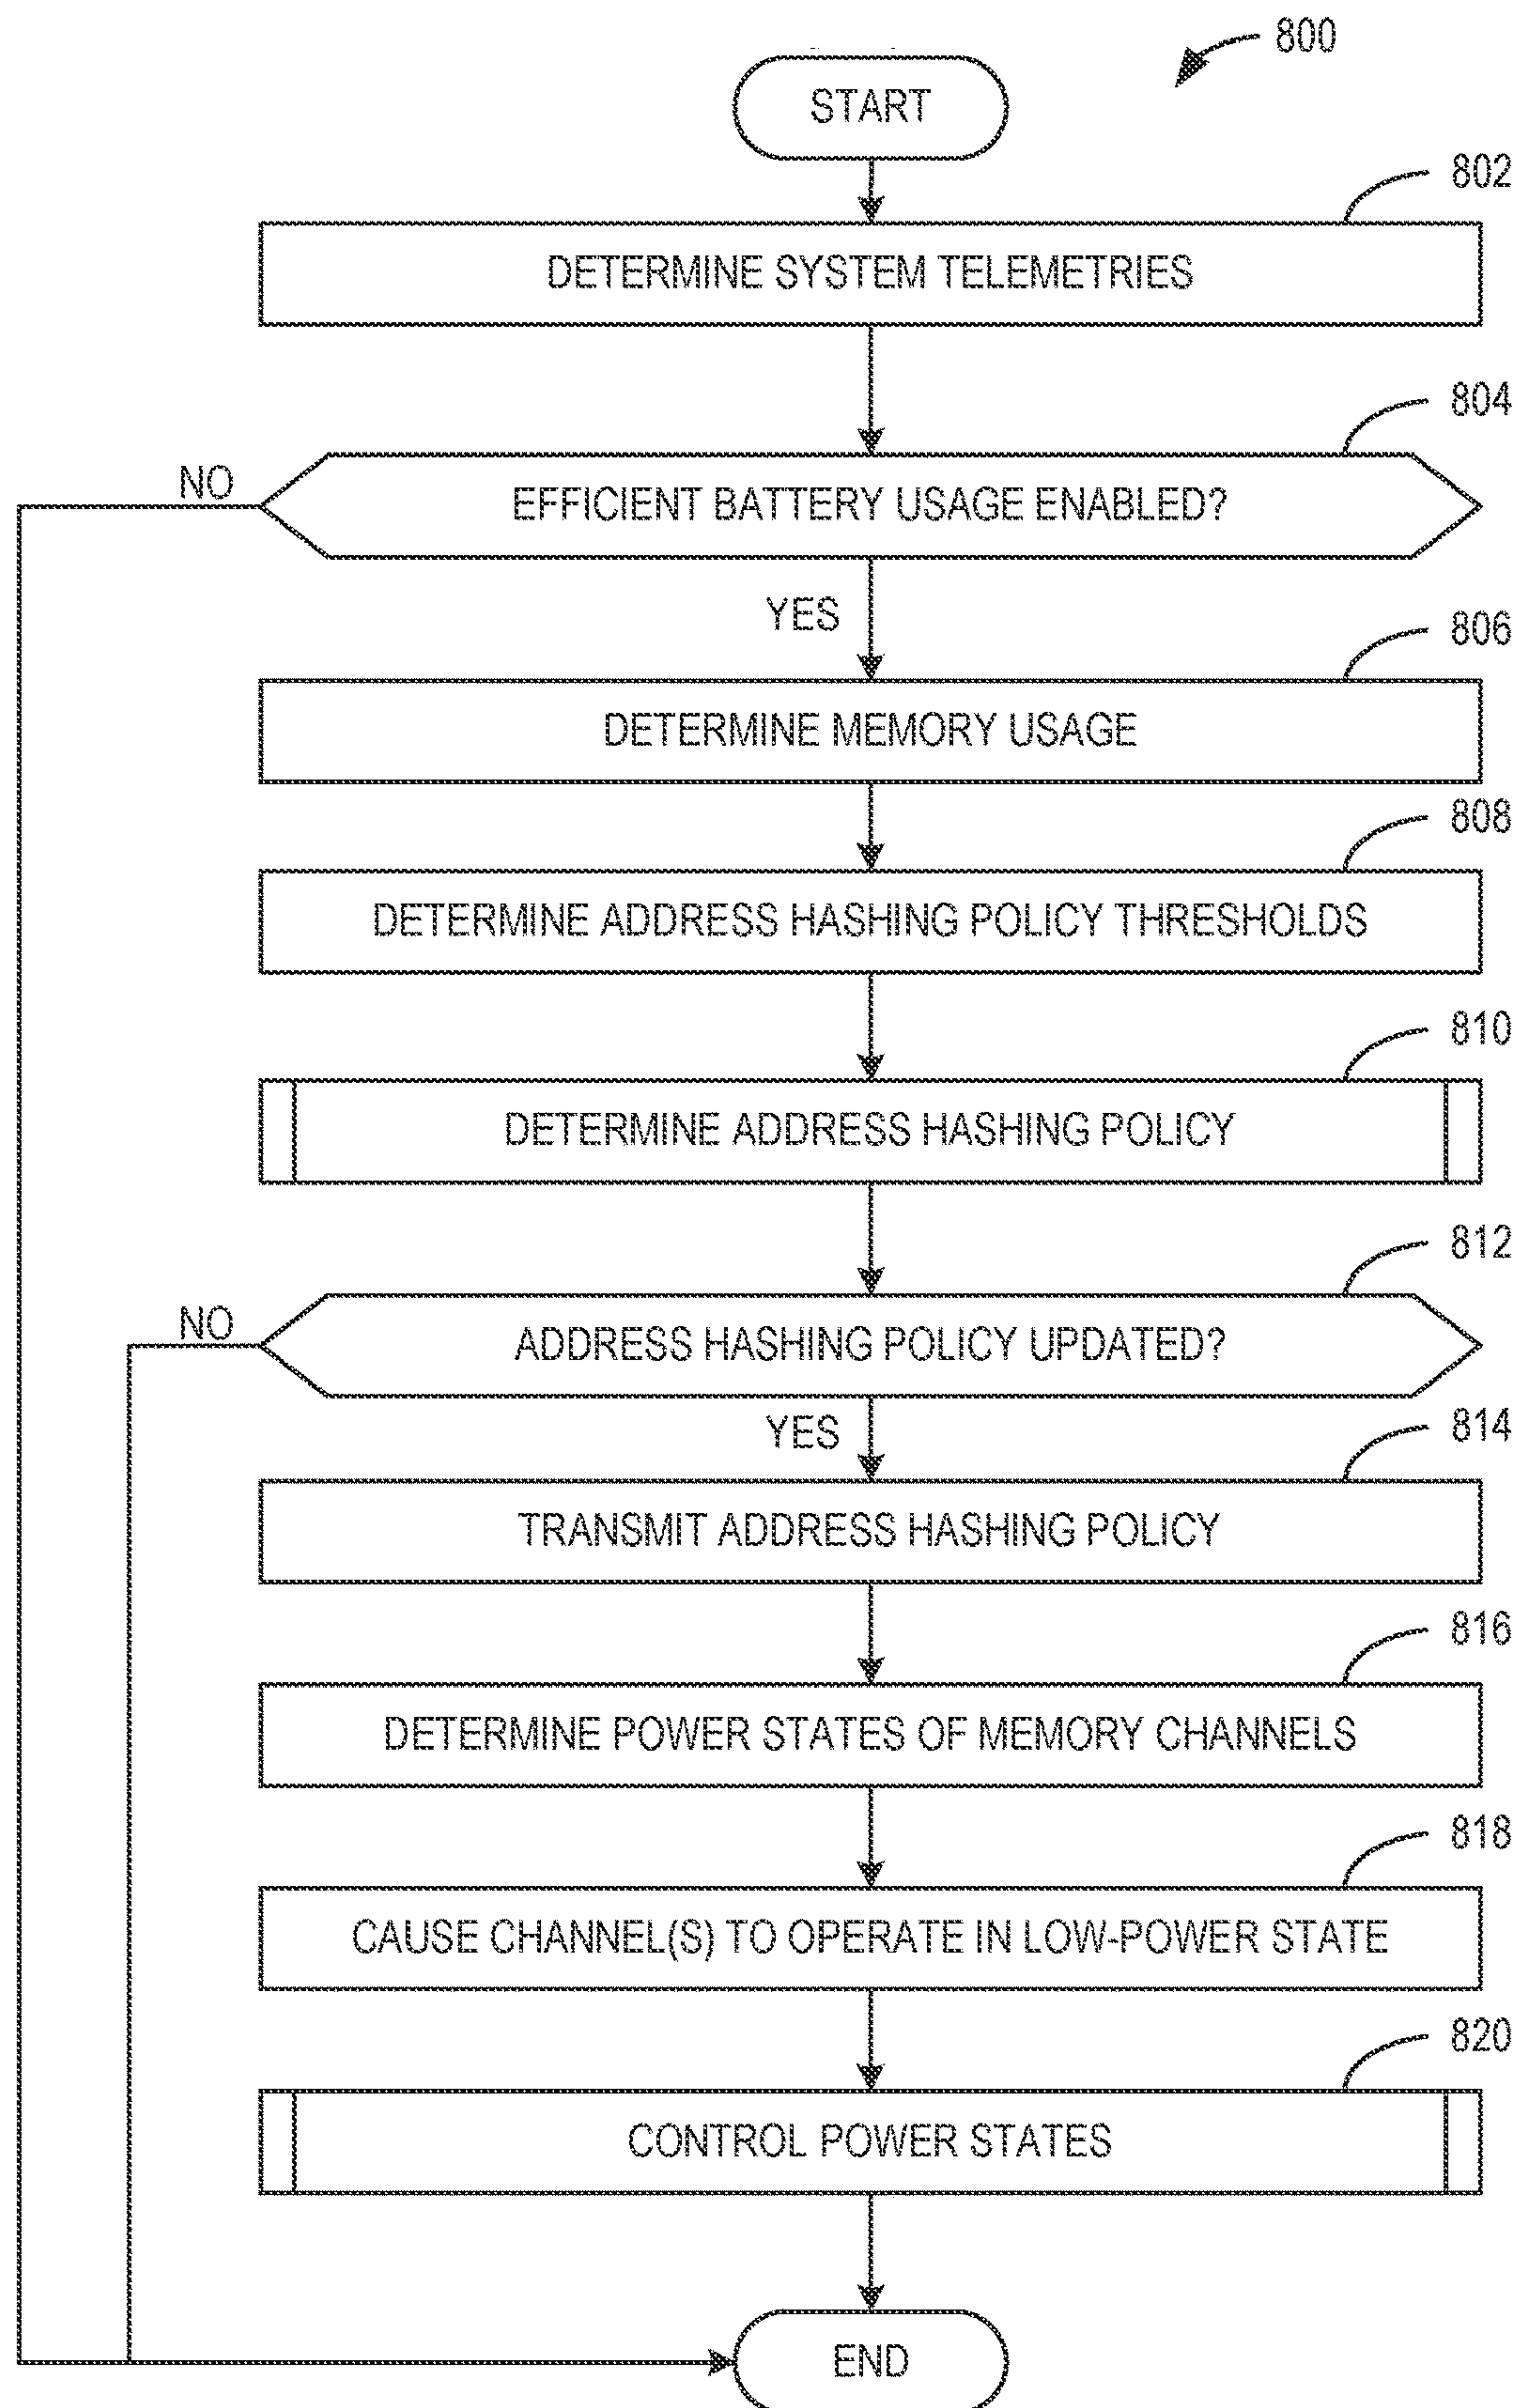 800
START
802
DETERMINE SYSTEM TELEMETRIES
804
NO
EFFICIENT BATTERY USAGE ENABLED?
YES
806
DETERMINE MEMORY USAGE
808
DETERMINE ADDRESS HASHING POLICY THRESHOLDS
810
DETERMINE ADDRESS HASHING POLICY
812
NO
ADDRESS HASHING POLICY UPDATED?
YES
814
TRANSMIT ADDRESS HASHING POLICY
816
DETERMINE POWER STATES OF MEMORY CHANNELS
818
CAUSE CHANNEL(S) TO OPERATE IN LOW-POWER STATE
820
CONTROL POWER STATES
END